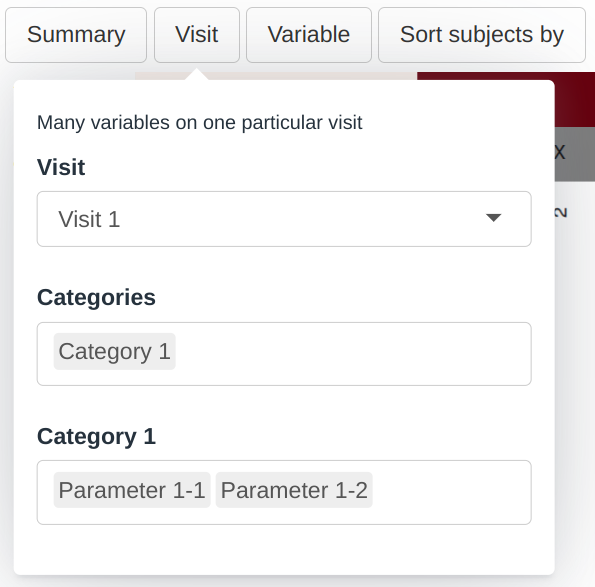 Summary Visit Variable Sort subjects by
Many variables on one particular visit
Visit
Visit 1
Categories
Category 1
Category 1
Parameter 1-1 Parameter 1-2